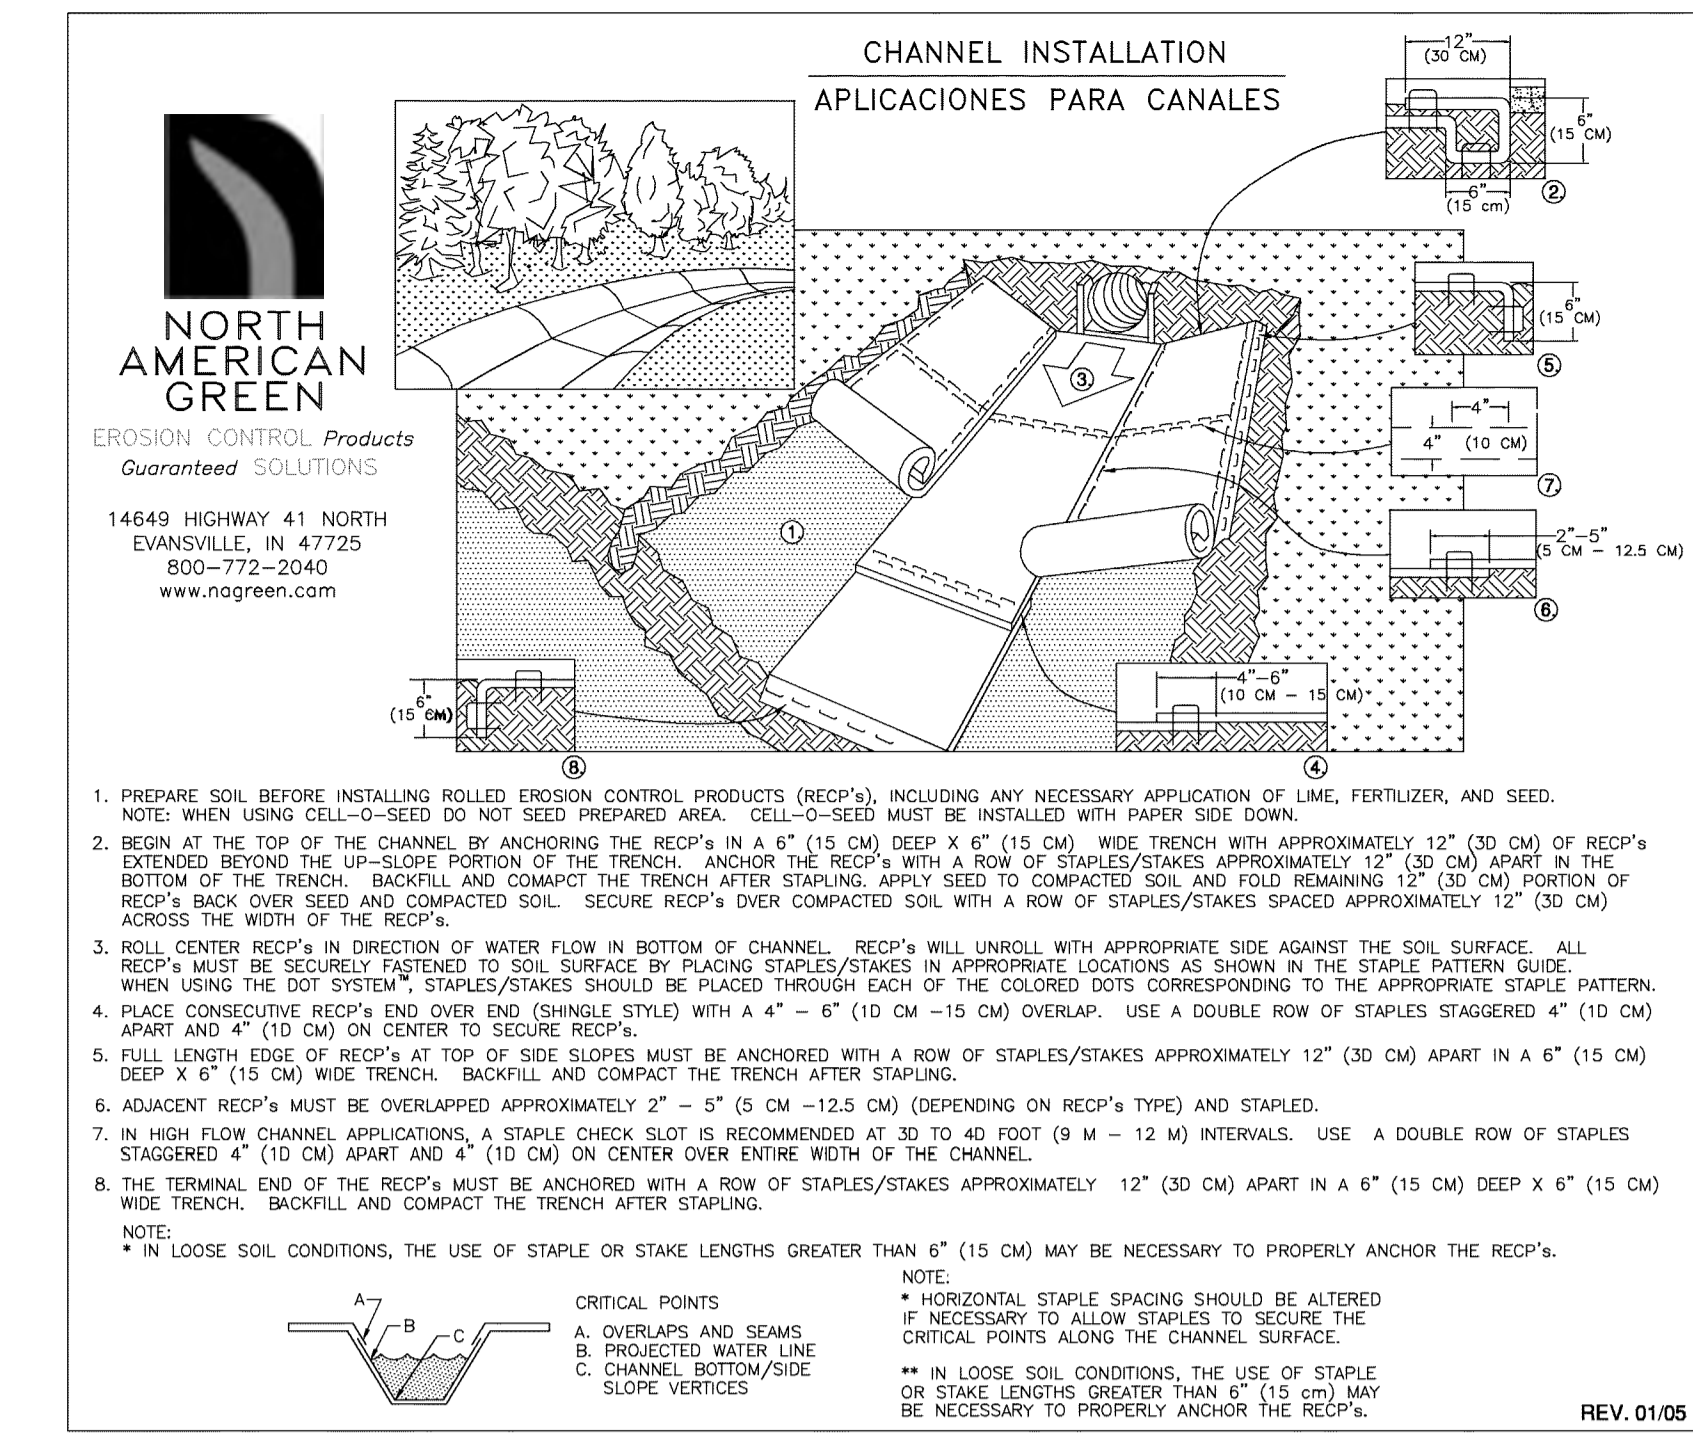 CHANNEL INSTALLATION
APLICACIONES PARA CANALES
NORTH
AMERICAN
GREEN
EROSION CONTROL Products
Guaranteed SOLUTIONS
14649 HIGHWAY 41 NORTH
EVANSVILLE, IN 47725
800-772-2040
www.nagreen.com
12"
(30 CM)
6"
(15 CM)
6"
(15 cm)
2.
6"
(15 CM)
5.
3.
4"
4" (10 CM)
7.
1.
2"-5"
(5 CM - 12.5 CM)
6.
4"-6"
(10 CM - 15 CM)
4.
6"
(15 CM)
8.
1. PREPARE SOIL BEFORE INSTALLING ROLLED EROSION CONTROL PRODUCTS (RECP's), INCLUDING ANY NECESSARY APPLICATION OF LIME, FERTILIZER, AND SEED.
NOTE: WHEN USING CELL-O-SEED DO NOT SEED PREPARED AREA. CELL-O-SEED MUST BE INSTALLED WITH PAPER SIDE DOWN.
2. BEGIN AT THE TOP OF THE CHANNEL BY ANCHORING THE RECP's IN A 6" (15 CM) DEEP X 6" (15 CM) WIDE TRENCH WITH APPROXIMATELY 12" (3D CM) OF RECP's
EXTENDED BEYOND THE UP-SLOPE PORTION OF THE TRENCH. ANCHOR THE RECP's WITH A ROW OF STAPLES/STAKES APPROXIMATELY 12" (3D CM) APART IN THE
BOTTOM OF THE TRENCH. BACKFILL AND COMAPCT THE TRENCH AFTER STAPLING. APPLY SEED TO COMPACTED SOIL AND FOLD REMAINING 12" (3D CM) PORTION OF
RECP's BACK OVER SEED AND COMPACTED SOIL. SECURE RECP's DVER COMPACTED SOIL WITH A ROW OF STAPLES/STAKES SPACED APPROXIMATELY 12" (3D CM)
ACROSS THE WIDTH OF THE RECP's.
3. ROLL CENTER RECP's IN DIRECTION OF WATER FLOW IN BOTTOM OF CHANNEL. RECP's WILL UNROLL WITH APPROPRIATE SIDE AGAINST THE SOIL SURFACE. ALL
RECP's MUST BE SECURELY FASTENED TO SOIL SURFACE BY PLACING STAPLES/STAKES IN APPROPRIATE LOCATIONS AS SHOWN IN THE STAPLE PATTERN GUIDE.
WHEN USING THE DOT SYSTEM™, STAPLES/STAKES SHOULD BE PLACED THROUGH EACH OF THE COLORED DOTS CORRESPONDING TO THE APPROPRIATE STAPLE PATTERN.
4. PLACE CONSECUTIVE RECP's END OVER END (SHINGLE STYLE) WITH A 4" - 6" (1D CM -15 CM) OVERLAP. USE A DOUBLE ROW OF STAPLES STAGGERED 4" (1D CM)
APART AND 4" (1D CM) ON CENTER TO SECURE RECP's.
5. FULL LENGTH EDGE OF RECP's AT TOP OF SIDE SLOPES MUST BE ANCHORED WITH A ROW OF STAPLES/STAKES APPROXIMATELY 12" (3D CM) APART IN A 6" (15 CM)
DEEP X 6" (15 CM) WIDE TRENCH. BACKFILL AND COMPACT THE TRENCH AFTER STAPLING.
6. ADJACENT RECP's MUST BE OVERLAPPED APPROXIMATELY 2" - 5" (5 CM -12.5 CM) (DEPENDING ON RECP's TYPE) AND STAPLED.
7. IN HIGH FLOW CHANNEL APPLICATIONS, A STAPLE CHECK SLOT IS RECOMMENDED AT 3D TO 4D FOOT (9 M - 12 M) INTERVALS. USE A DOUBLE ROW OF STAPLES
STAGGERED 4" (1D CM) APART AND 4" (1D CM) ON CENTER OVER ENTIRE WIDTH OF THE CHANNEL.
8. THE TERMINAL END OF THE RECP's MUST BE ANCHORED WITH A ROW OF STAPLES/STAKES APPROXIMATELY 12" (3D CM) APART IN A 6" (15 CM) DEEP X 6" (15 CM)
WIDE TRENCH. BACKFILL AND COMPACT THE TRENCH AFTER STAPLING.
NOTE:
* IN LOOSE SOIL CONDITIONS, THE USE OF STAPLE OR STAKE LENGTHS GREATER THAN 6" (15 CM) MAY BE NECESSARY TO PROPERLY ANCHOR THE RECP's.
A
B
C
CRITICAL POINTS
A. OVERLAPS AND SEAMS
B. PROJECTED WATER LINE
C. CHANNEL BOTTOM/SIDE
SLOPE VERTICES
NOTE:
* HORIZONTAL STAPLE SPACING SHOULD BE ALTERED
IF NECESSARY TO ALLOW STAPLES TO SECURE THE
CRITICAL POINTS ALONG THE CHANNEL SURFACE.
** IN LOOSE SOIL CONDITIONS, THE USE OF STAPLE
OR STAKE LENGTHS GREATER THAN 6" (15 cm) MAY
BE NECESSARY TO PROPERLY ANCHOR THE RECP's.
REV. 01/05